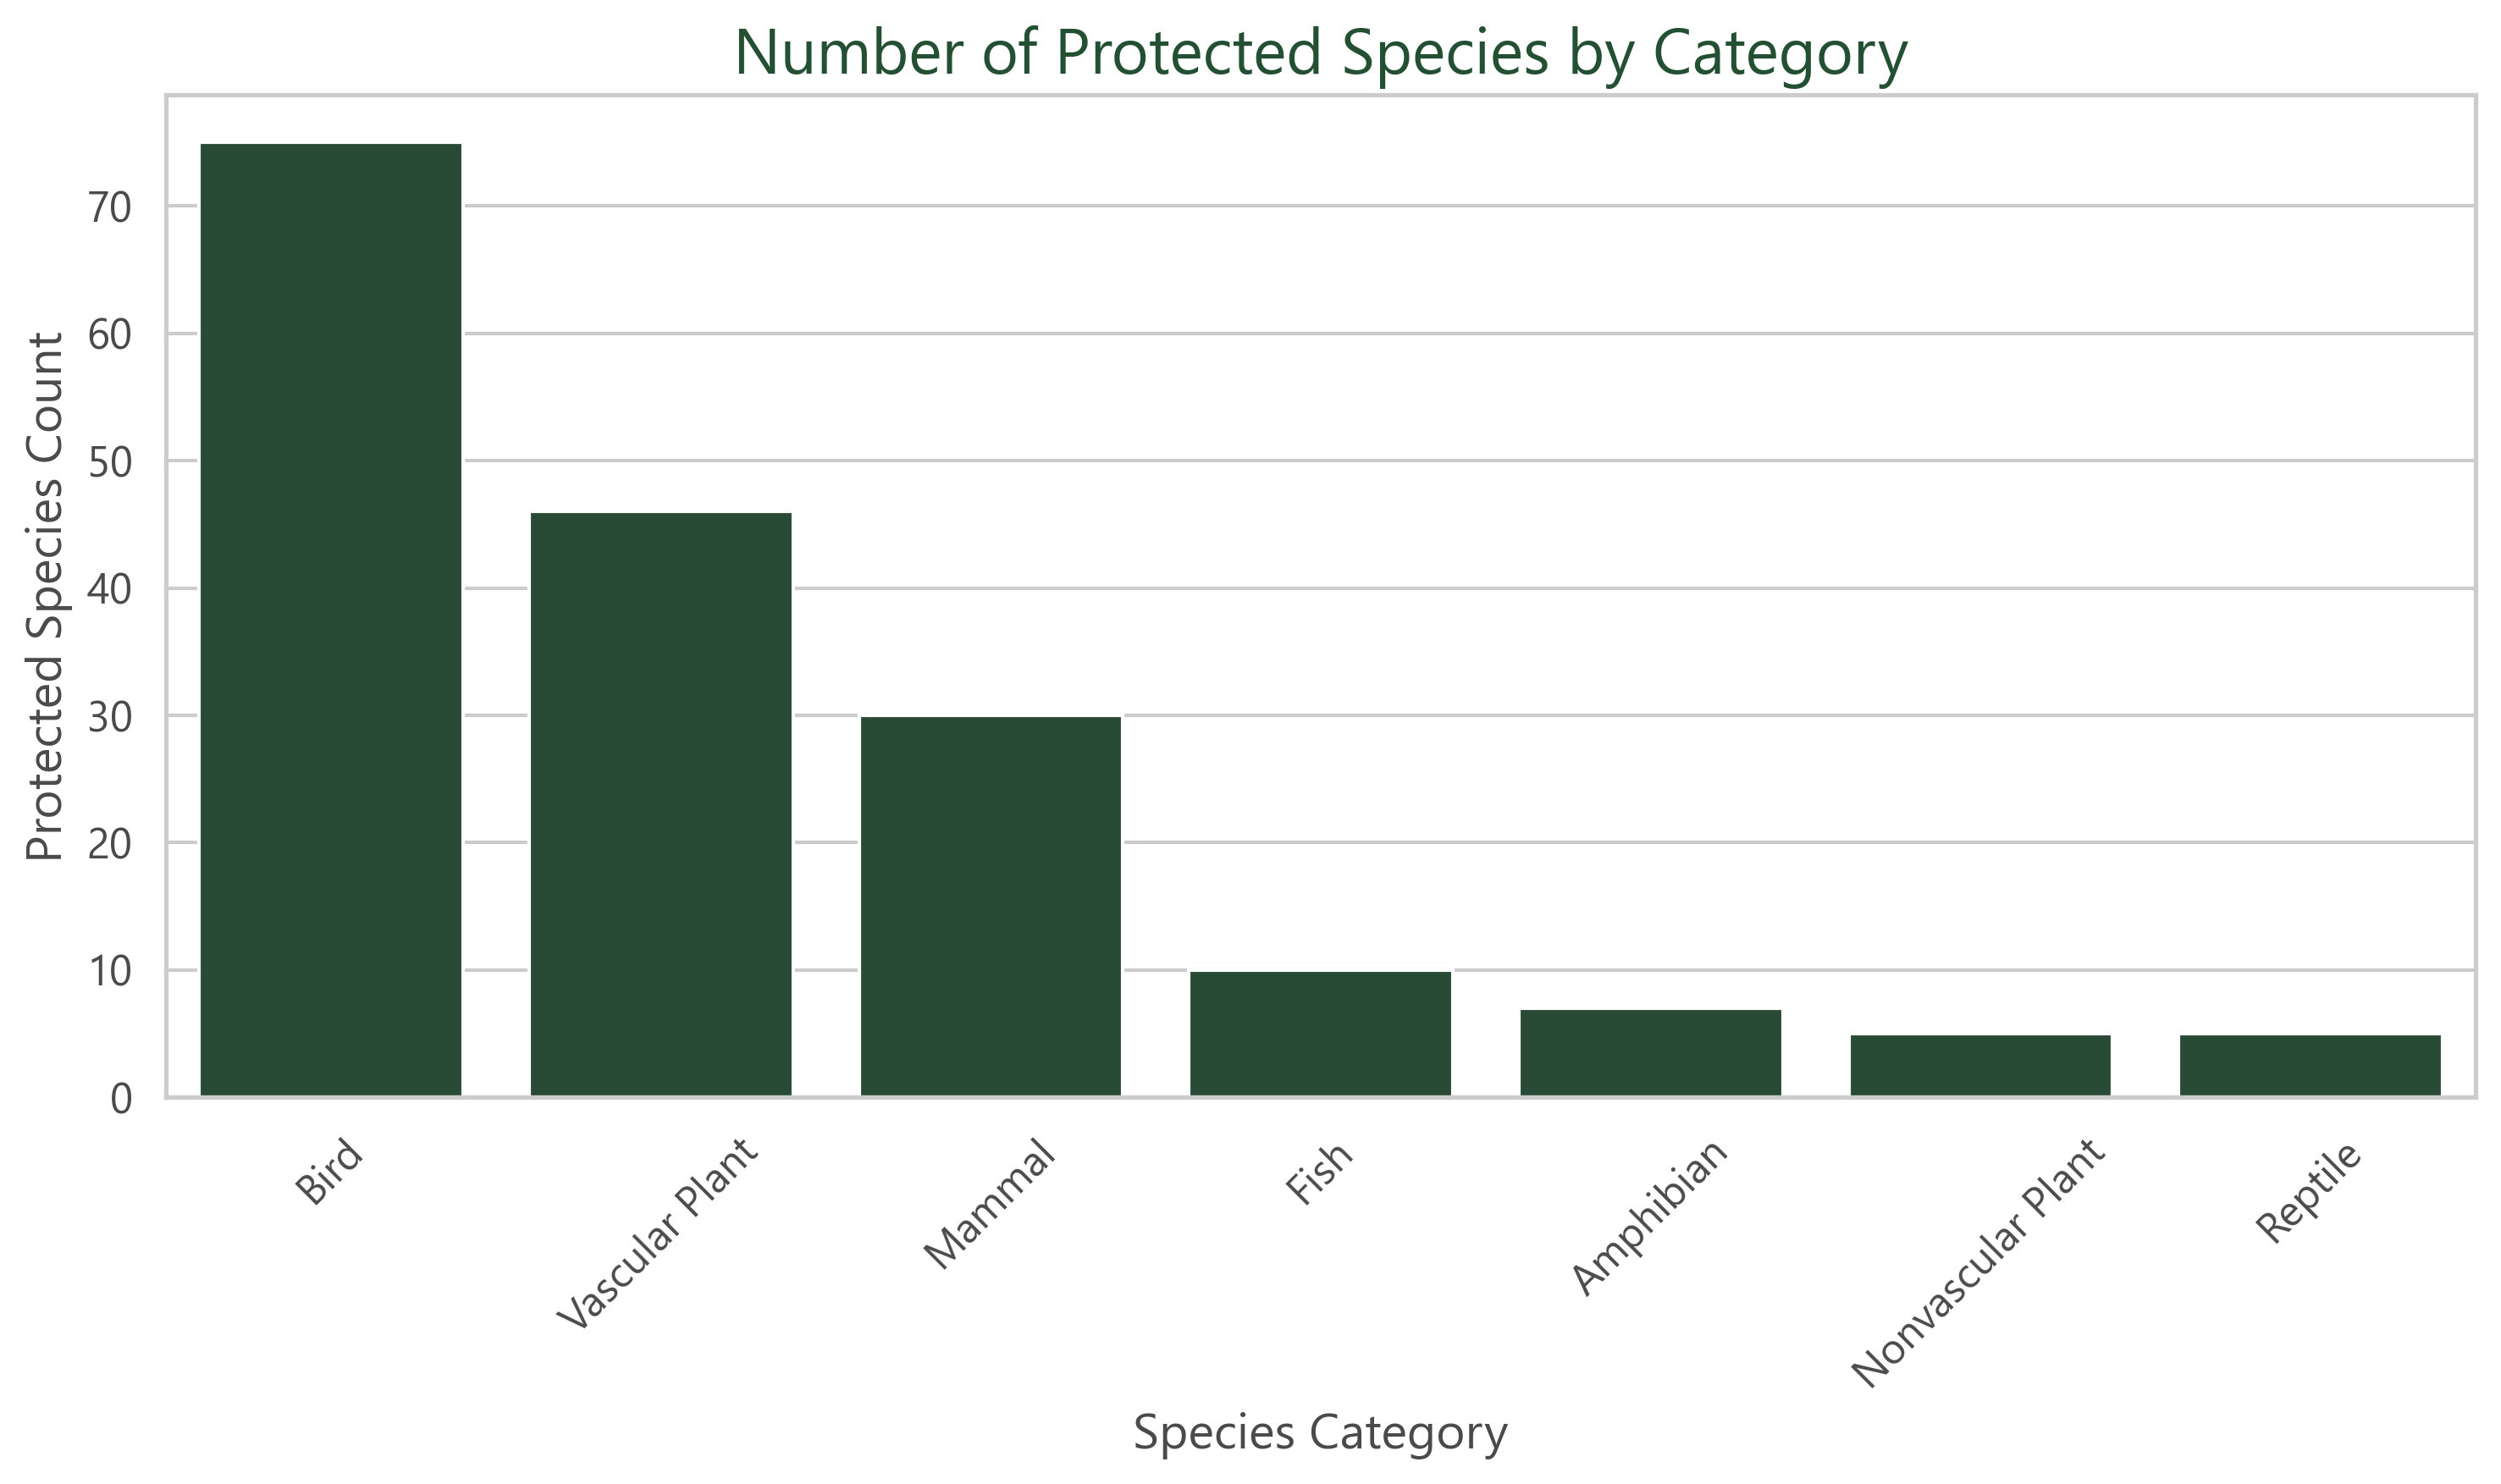 Number of Protected Species by Category
Protected Species Count
70
60
50
40
30
20
10
0
Bird
Vascular Plant
Mammal
Fish
Amphibian
Nonvascular Plant
Reptile
Species Category